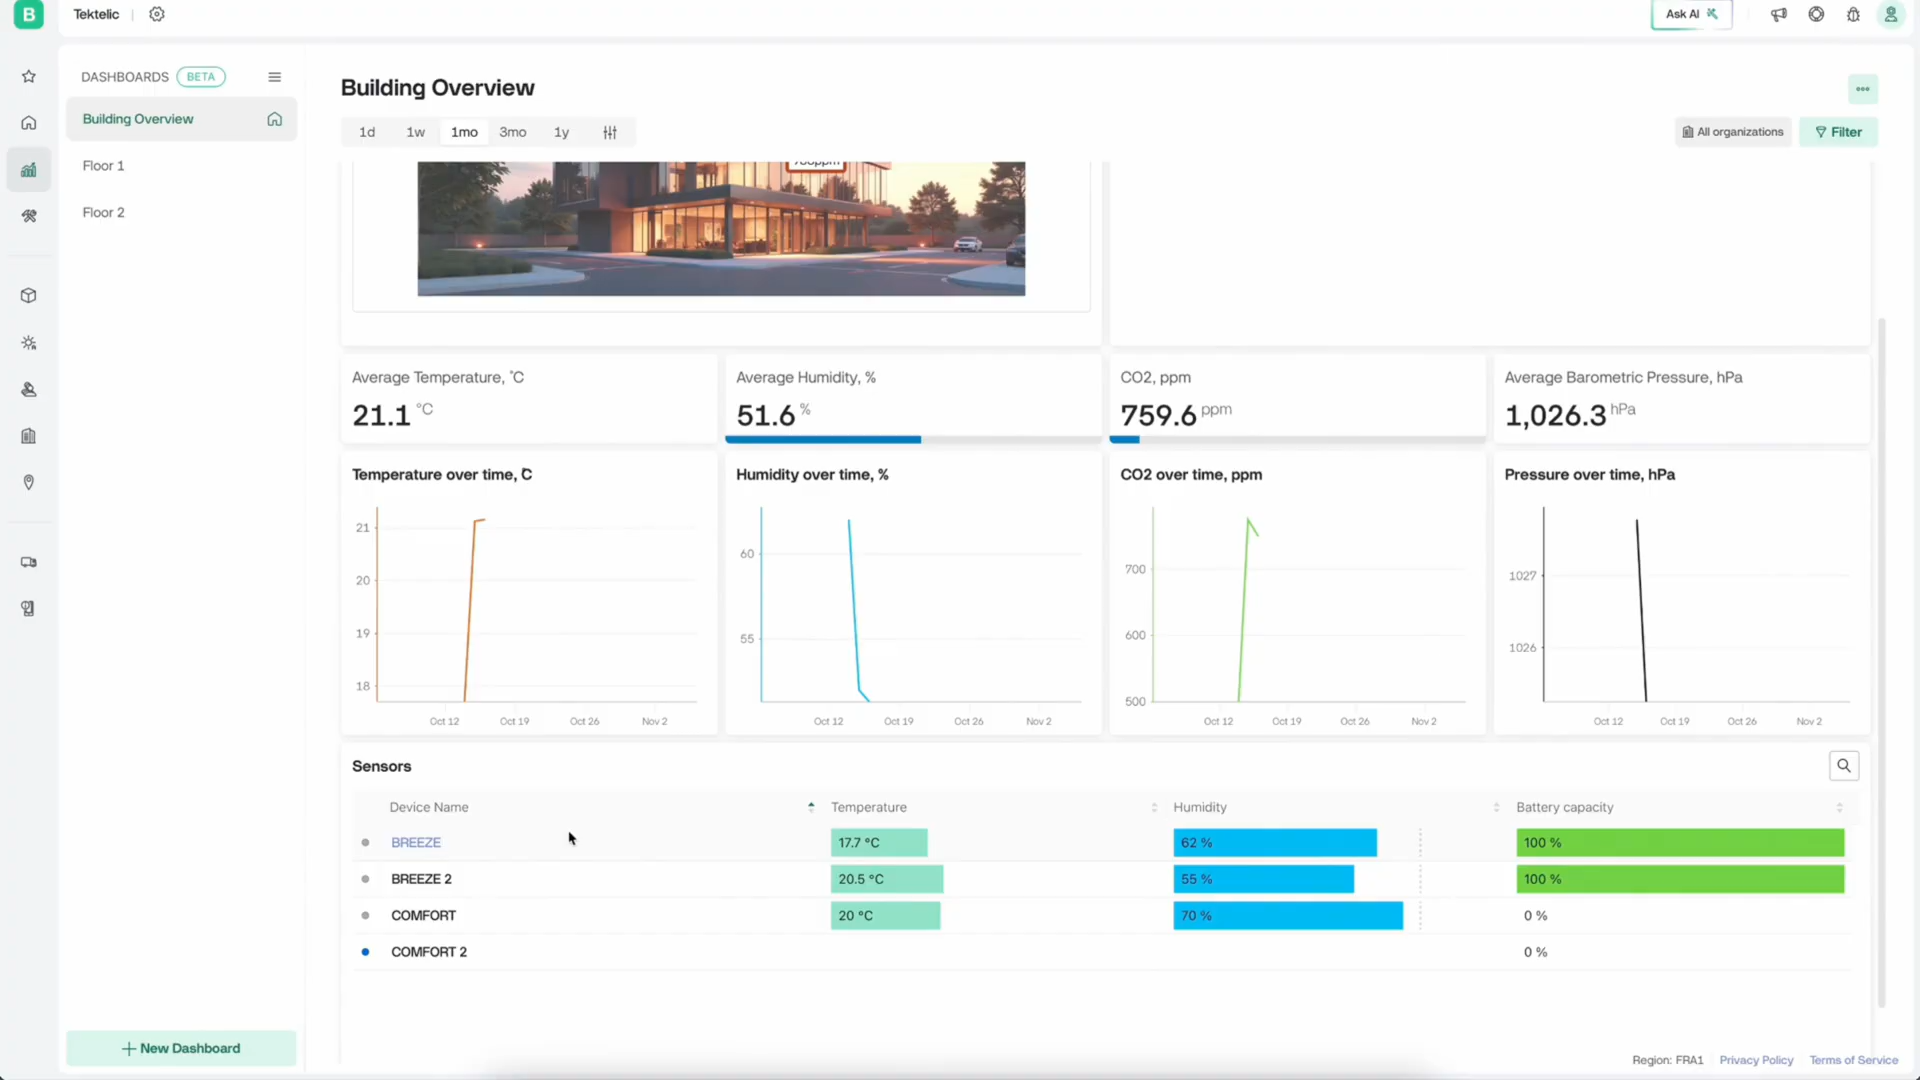 B
Tektelic
Ask AI
DASHBOARDS BETA
Building Overview
Floor 1
Floor 2
New Dashboard
Building Overview
1d 1w 1mo 3mo 1y
All organizations
Filter
Average Temperature, °C
21.1 °C
Average Humidity, %
51.6 %
CO2, ppm
759.6 ppm
Average Barometric Pressure, hPa
1,026.3 hPa
Temperature over time, °C
21
20
19
18
Oct 12 Oct 19 Oct 26 Nov 2
Humidity over time, %
60
55
Oct 12 Oct 19 Oct 26 Nov 2
CO2 over time, ppm
700
600
500
Oct 12 Oct 19 Oct 26 Nov 2
Pressure over time, hPa
1027
1026
Oct 12 Oct 19 Oct 26 Nov 2
Sensors
Device Name Temperature Humidity Battery capacity
BREEZE 17.7 °C 62 % 100 %
BREEZE 2 20.5 °C 55 % 100 %
COMFORT 20 °C 70 % 0 %
COMFORT 2 0 %
Region: FRA1 Privacy Policy Terms of Service